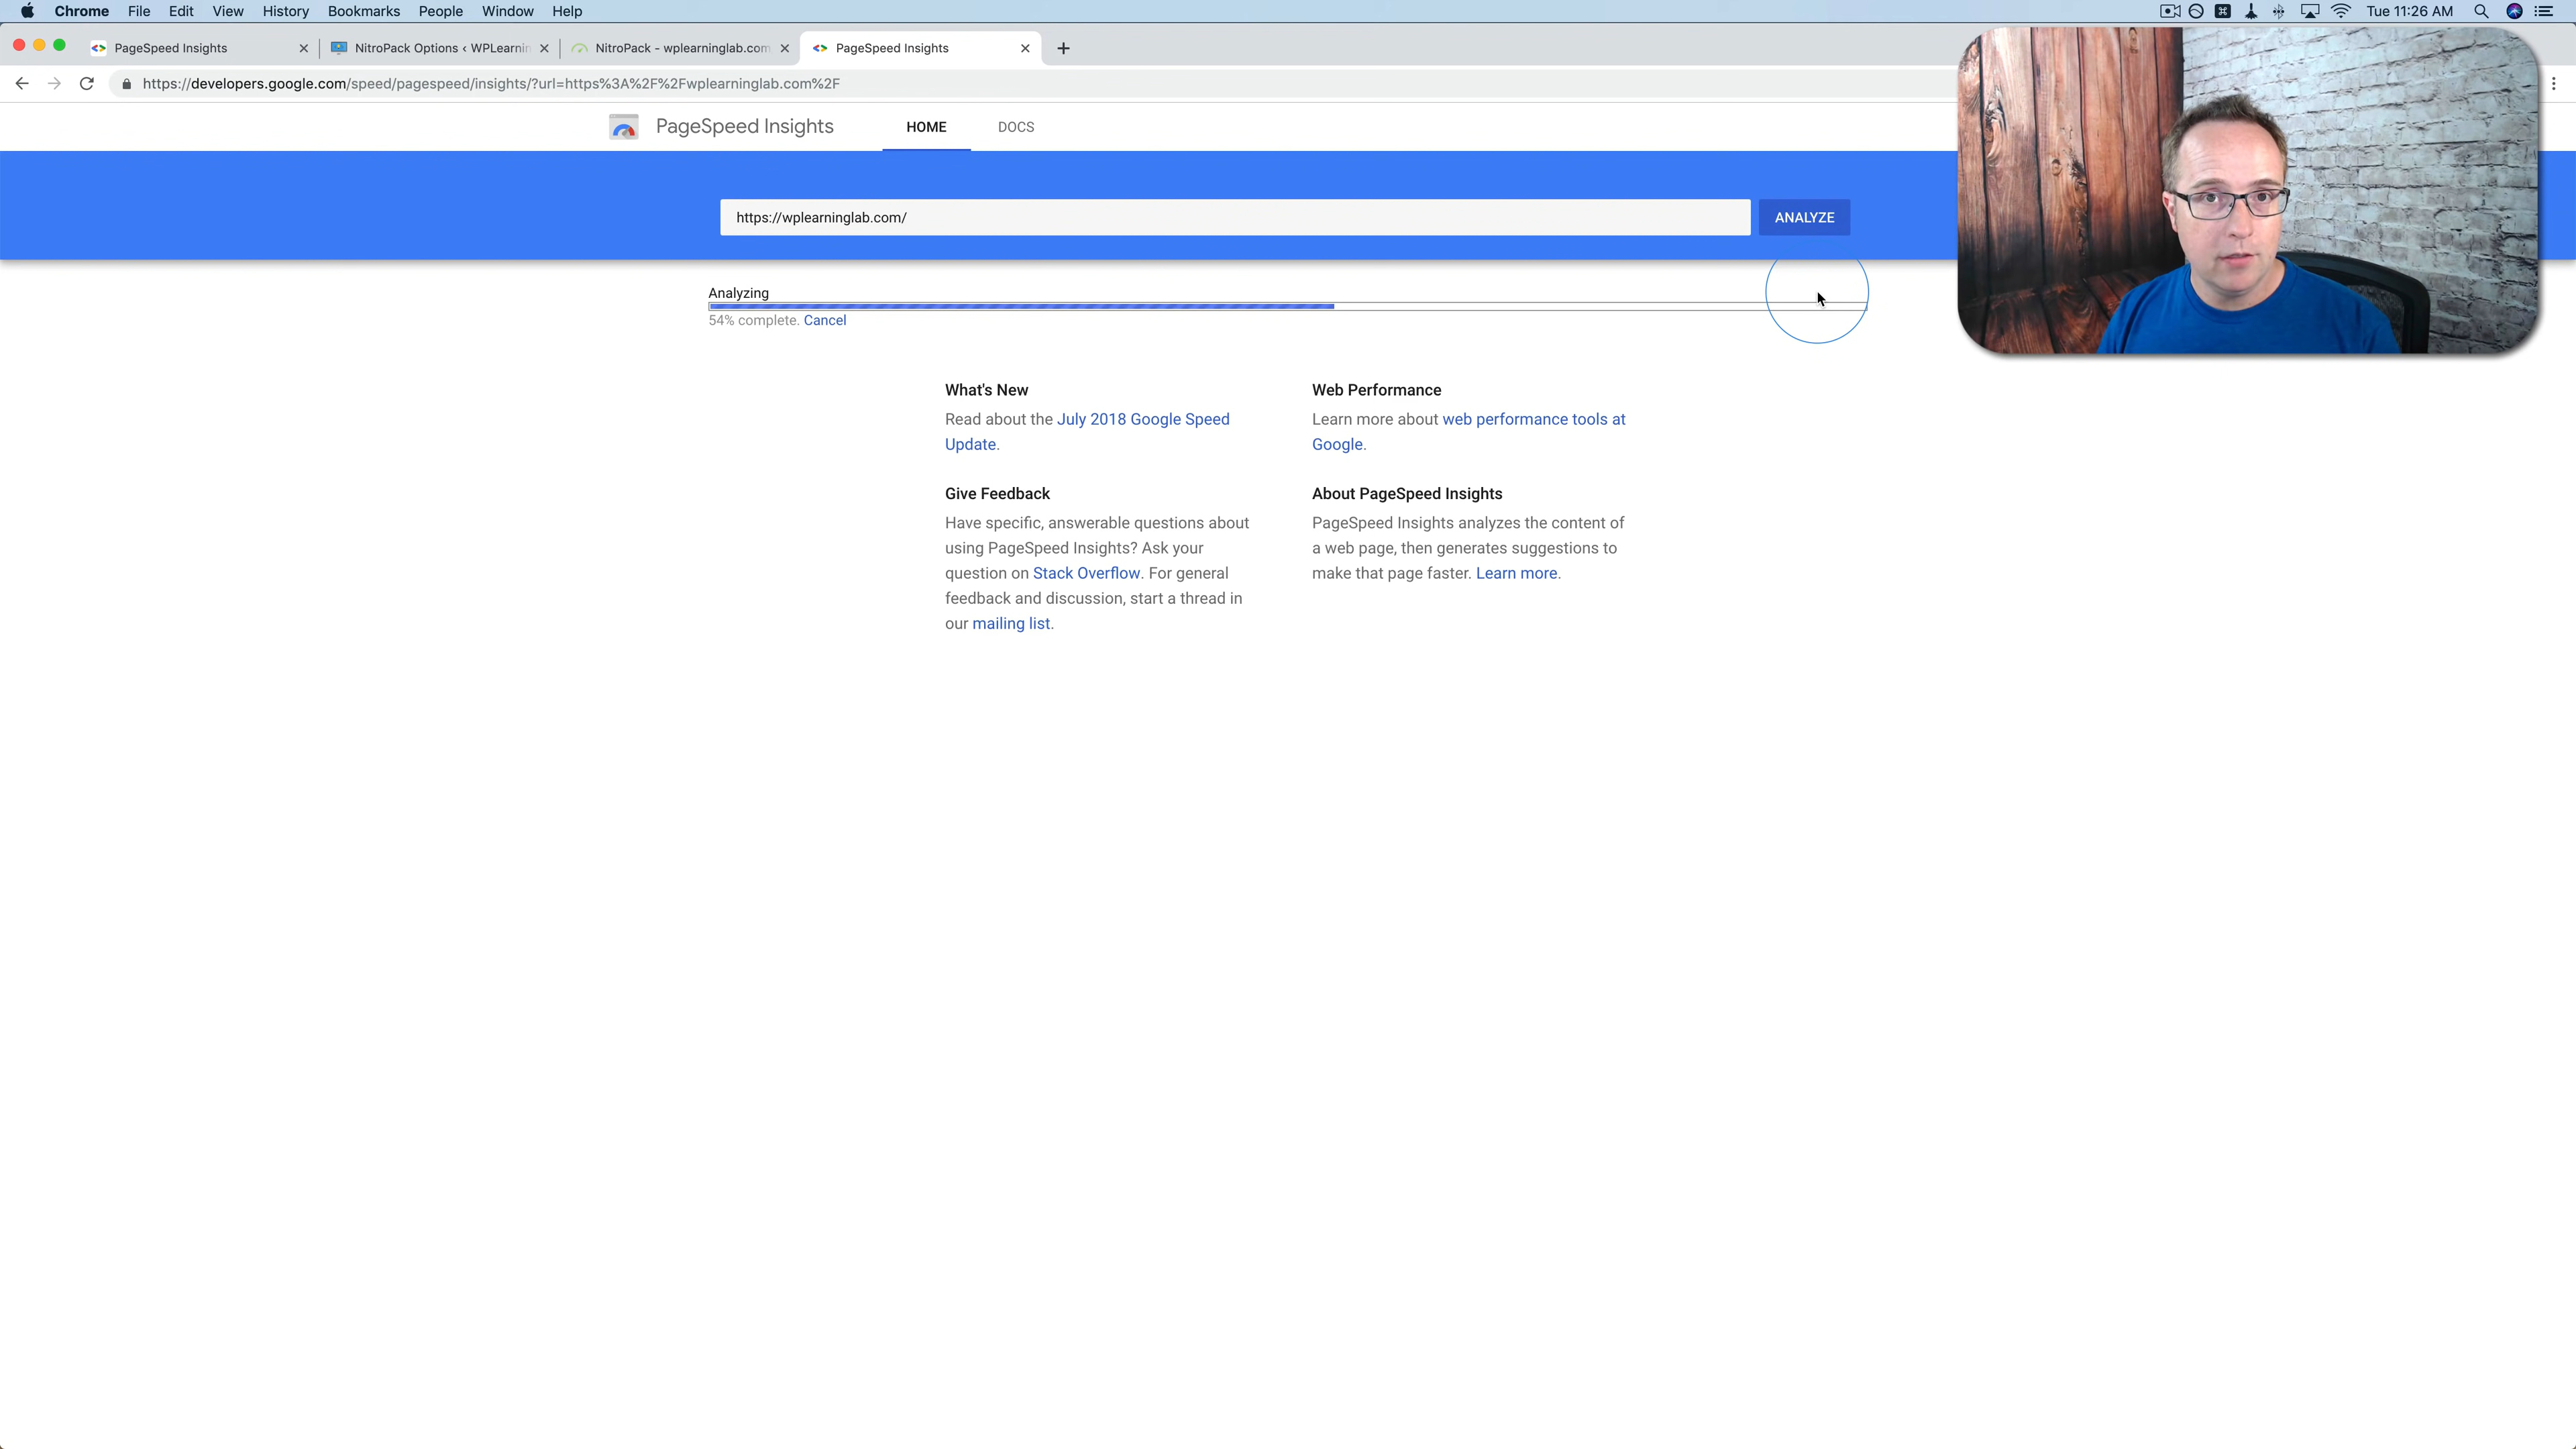 Chrome File Edit View History Bookmarks People Window Help Tue 11:26 AM
PageSpeed Insights NitroPack Options ‹ WPLearnin NitroPack - wplearninglab.com PageSpeed Insights
https://developers.google.com/speed/pagespeed/insights/?url=https%3A%2F%2Fwplearninglab.com%2F
PageSpeed Insights HOME DOCS
https://wplearninglab.com/ ANALYZE
Analyzing
54% complete. Cancel
What's New
Read about the July 2018 Google Speed
Update.
Web Performance
Learn more about web performance tools at
Google.
Give Feedback
Have specific, answerable questions about
using PageSpeed Insights? Ask your
question on Stack Overflow. For general
feedback and discussion, start a thread in
our mailing list.
About PageSpeed Insights
PageSpeed Insights analyzes the content of
a web page, then generates suggestions to
make that page faster. Learn more.